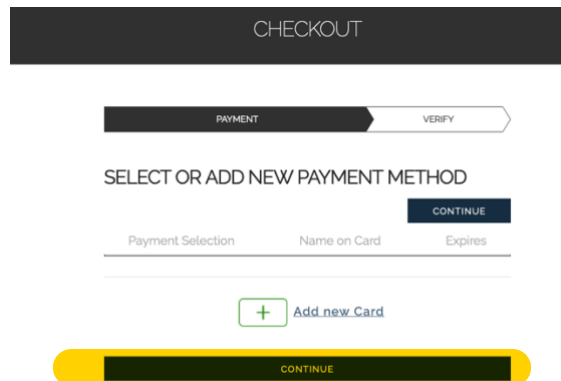 CHECKOUT
PAYMENT VERIFY
SELECT OR ADD NEW PAYMENT METHOD
CONTINUE
Payment Selection Name on Card Expires
+ Add new Card
CONTINUE